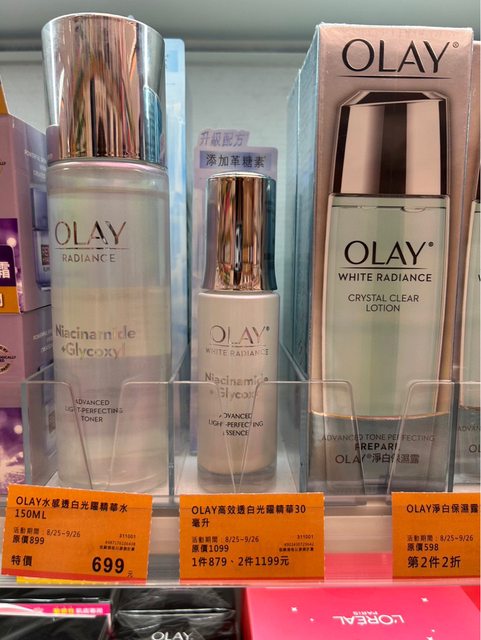 OLAY
RADIANCE
Niacinamide
+Glycoxyl
ADVANCED
LIGHT-PERFECTING
TONER
升級配方
添加革糖素
OLAY®
WHITE RADIANCE
Niacinamide
+Glycoxyl
ADVANCED
LIGHT-PERFECTING
ESSENCE
OLAY®
OLAY®
WHITE RADIANCE
CRYSTAL CLEAR
LOTION
ADVANCED TONE PERFECTING
PREPARE
OLAY®淨白保濕露
霜
OLAY水感透白光曜精華水
150ML
活動期間：8/25~9/26
原價899
特價
699元
OLAY高效透白光曜精華30
毫升
311001
活動期間：8/25~9/26
原價1099
1件879、2件1199元
OLAY淨白保濕露
活動期間：8/25~9/26
原價598
第2件2折
OLAY
L'ORÉAL
PARIS